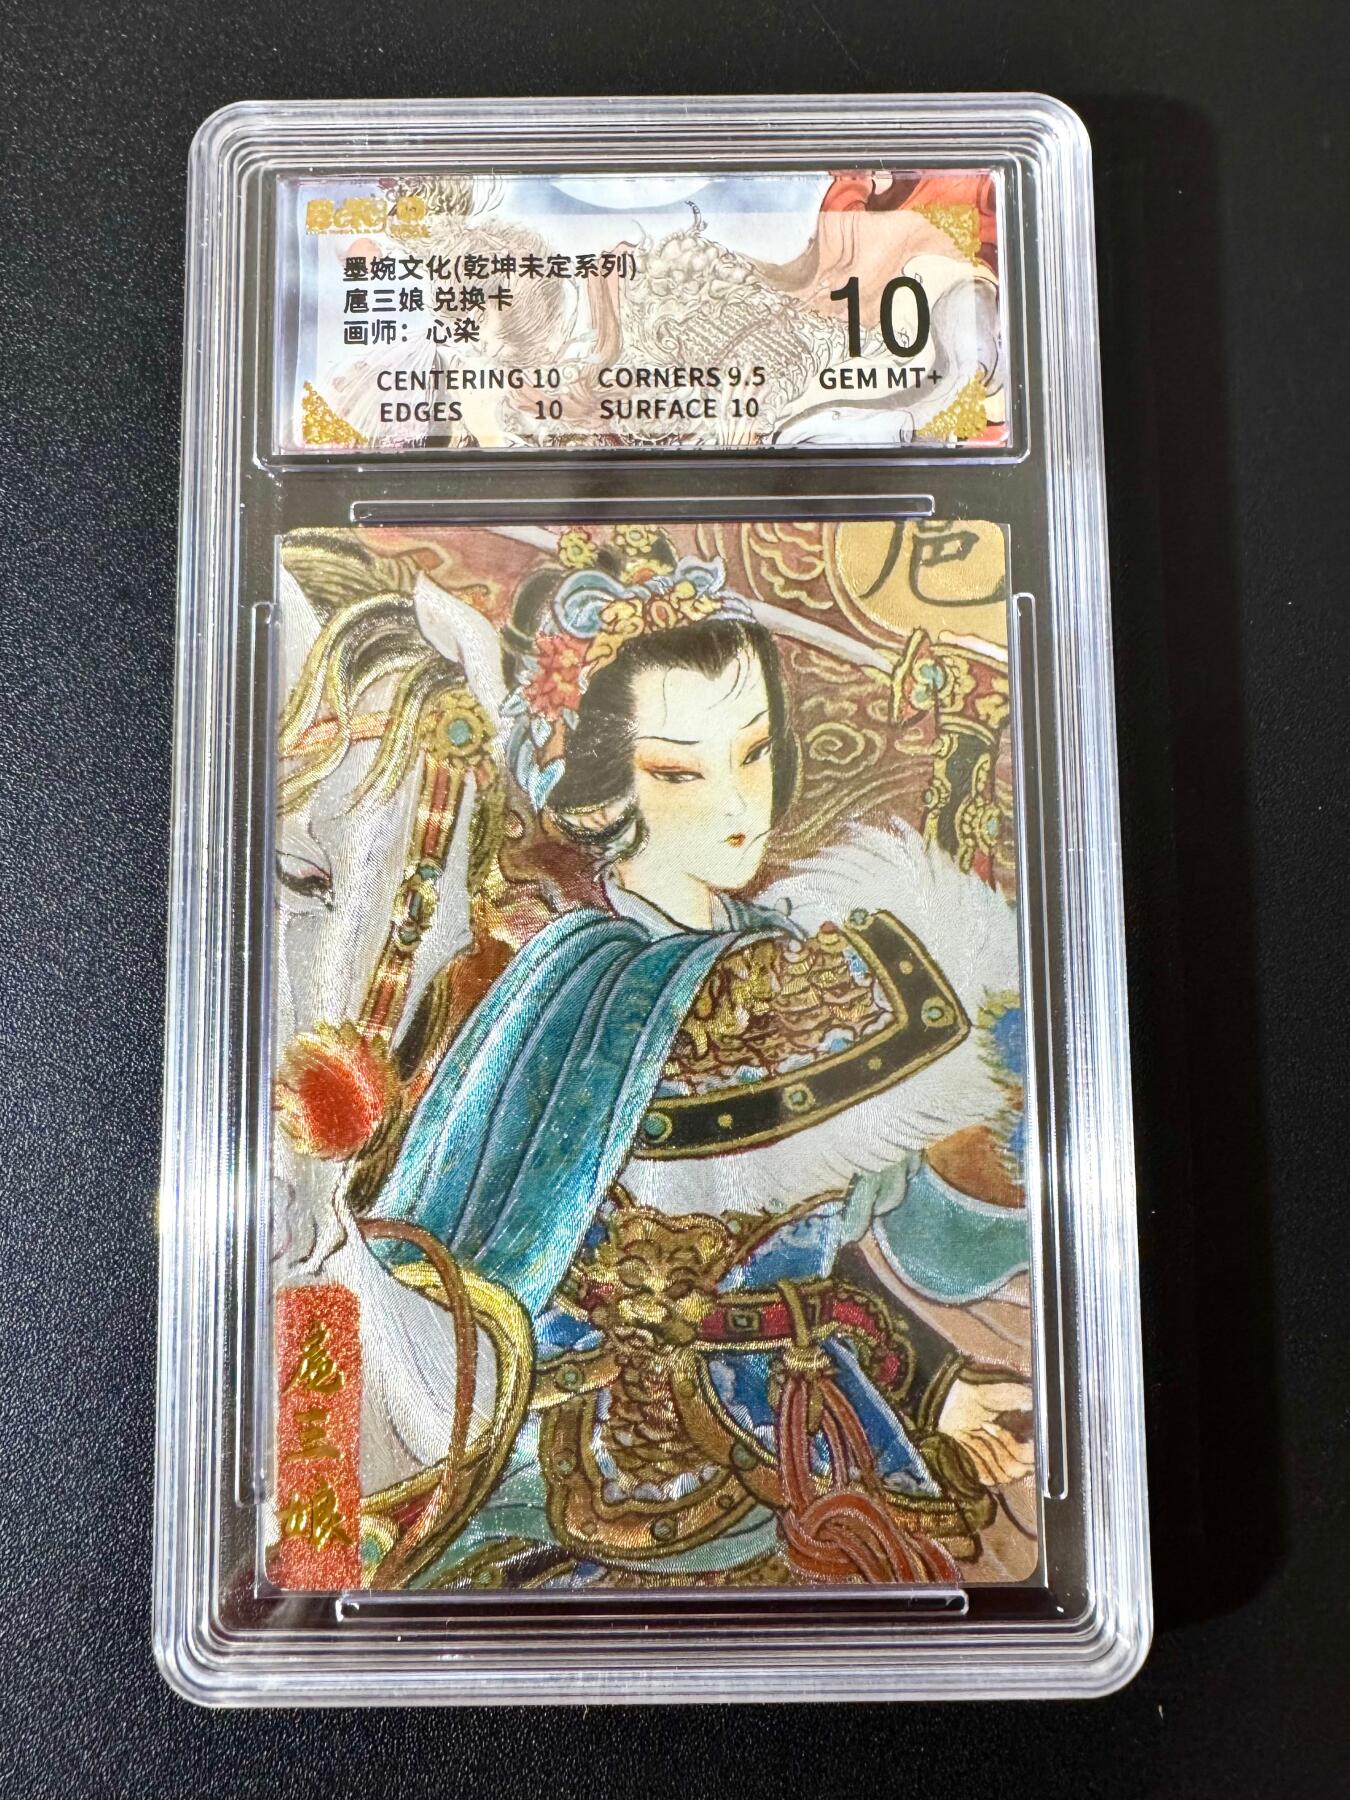 墨婉文化(乾坤未定系列)
扈三娘 兑换卡
画师：心染
10
CENTERING 10 CORNERS 9.5 GEM MT+
EDGES 10 SURFACE 10
扈
扈三娘